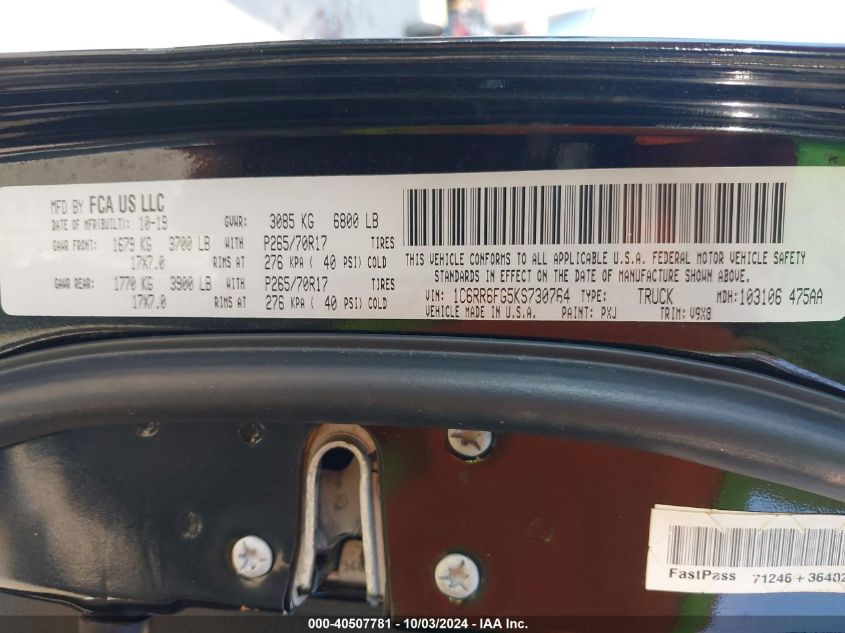 MFD BY FCA US LLC
DATE OF MFR(BUILT): 10-19 GVWR: 3085 KG 6800 LB
GAWR FRONT: 1679 KG 3700 LB WITH P265/70R17 TIRES
17X7.0 RIMS AT 276 KPA ( 40 PSI) COLD
GAWR REAR: 1770 KG 3900 LB WITH P265/70R17 TIRES
17X7.0 RIMS AT 276 KPA ( 40 PSI) COLD
THIS VEHICLE CONFORMS TO ALL APPLICABLE U.S.A. FEDERAL MOTOR VEHICLE SAFETY
STANDARDS IN EFFECT ON THE DATE OF MANUFACTURE SHOWN ABOVE.
VIN: 1C6RR6FG5KS730764 TYPE: TRUCK MDH: 103106 475AA
VEHICLE MADE IN U.S.A. PAINT: PXJ TRIM: V9X8
FastPass 71246 + 36402
000-40507781 - 10/03/2024 - IAA Inc.